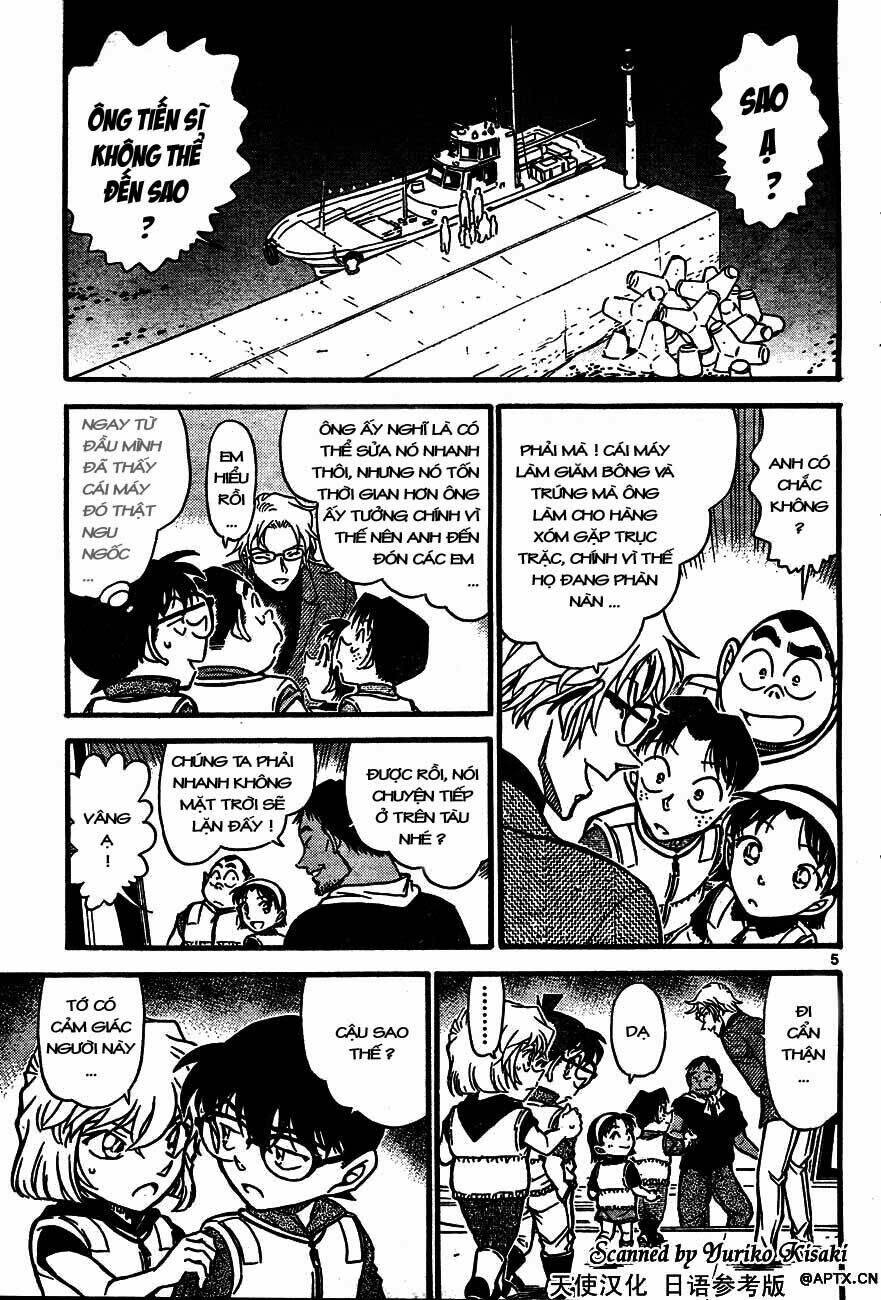 SAO
Ạ
?
ÔNG TIẾN SĨ
KHÔNG THỂ
ĐẾN SAO
?
ANH CÓ
CHẮC
KHÔNG
?
PHẢI MÀ ! CÁI MÁY
LÀM GIĂM BÔNG VÀ
TRỨNG MÀ ÔNG
LÀM CHO HÀNG
XÓM GẶP TRỤC
TRẶC, CHÍNH VÌ THẾ
HỌ ĐANG PHÀN
NÀN ...
ÔNG ẤY NGHĨ LÀ CÓ
THỂ SỬA NÓ NHANH
THÔI, NHƯNG NÓ TỐN
THỜI GIAN HƠN ÔNG
ẤY TƯỞNG CHÍNH VÌ
THẾ NÊN ANH ĐẾN
ĐÓN CÁC EM
...
EM
HIỂU
RỒI
...
NGAY TỪ
ĐẦU MÌNH
ĐÃ THẤY
CÁI MÁY
ĐÓ THẬT
NGU
NGỐC
...
ĐƯỢC RỒI, NÓI
CHUYỆN TIẾP
Ở TRÊN TÀU
NHÉ ?
CHÚNG TA PHẢI
NHANH KHÔNG
MẶT TRỜI SẼ
LẶN ĐẤY !
VÂNG
Ạ
!
5
ĐI
CẨN
THẬN
DẠ
......
CẬU SAO
THẾ ?
TỚ CÓ
CẢM GIÁC
NGƯỜI NÀY
...
Scanned by Yuriko Kisaki
天使汉化 日语参考版
@APTX.CN